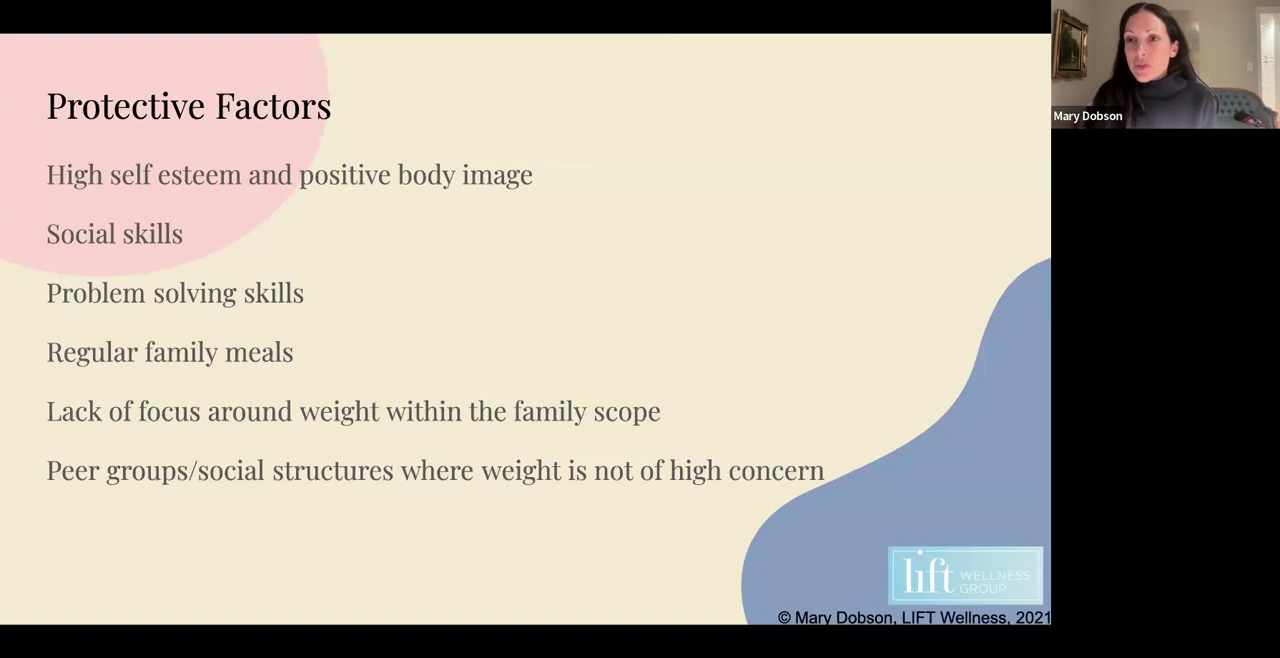 Protective Factors
High self esteem and positive body image
Social skills
Problem solving skills
Regular family meals
Lack of focus around weight within the family scope
Peer groups/social structures where weight is not of high concern
lift WELLNESS
GROUP
© Mary Dobson, LIFT Wellness, 2021
Mary Dobson